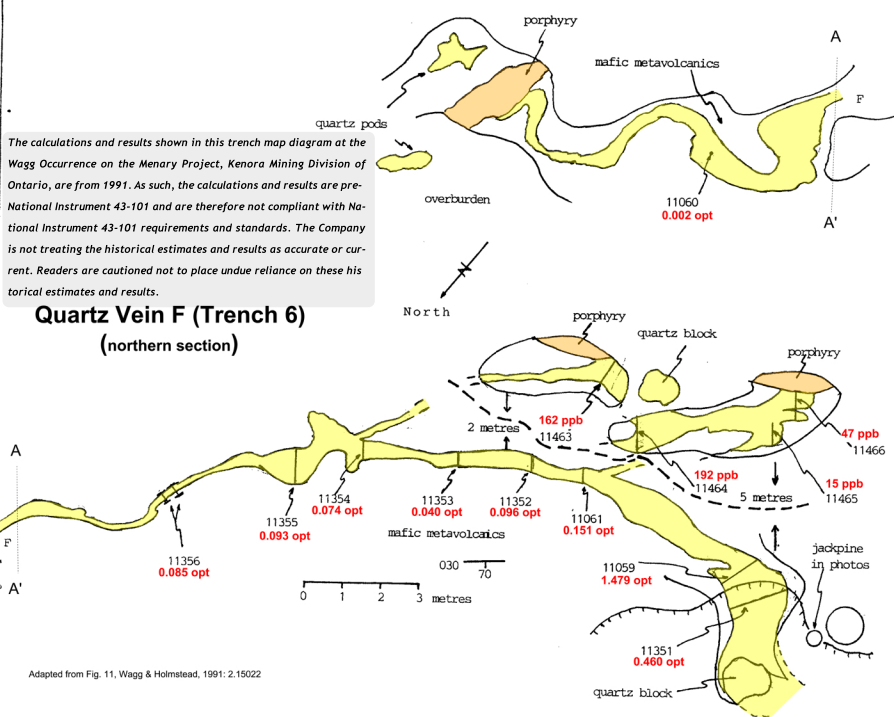 porphyry
A
mafic metavolcanics
F
quartz pods
The calculations and results shown in this trench map diagram at the
Wagg Occurrence on the Menary Project, Kenora Mining Division of
Ontario, are from 1991. As such, the calculations and results are pre-
National Instrument 43-101 and are therefore not compliant with Na-
tional Instrument 43-101 requirements and standards. The Company
is not treating the historical estimates and results as accurate or cur-
rent. Readers are cautioned not to place undue reliance on these his
torical estimates and results.
overburden
11060
0.002 opt
A'
North
Quartz Vein F (Trench 6)
(northern section)
porphyry
quartz block
porphyry
2 metres
162 ppb
11463
47 ppb
11466
192 ppb
11464
15 ppb
11465
5 metres
A
11354
0.074 opt
11353
0.040 opt
11352
0.096 opt
11061
0.151 opt
11355
0.093 opt
mafic metavolcanics
F
11356
0.085 opt
030
70
A'
0 1 2 3 metres
jackpine
in photos
11059
1.479 opt
11351
0.460 opt
quartz block
Adapted from Fig. 11, Wagg & Holmstead, 1991: 2.15022